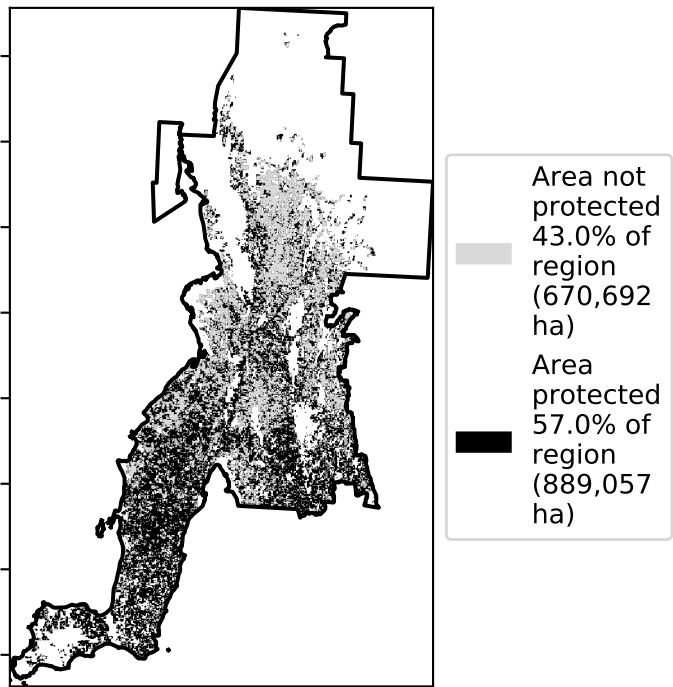 Area not
protected
43.0% of
region
(670,692
ha)
Area
protected
57.0% of
region
(889,057
ha)